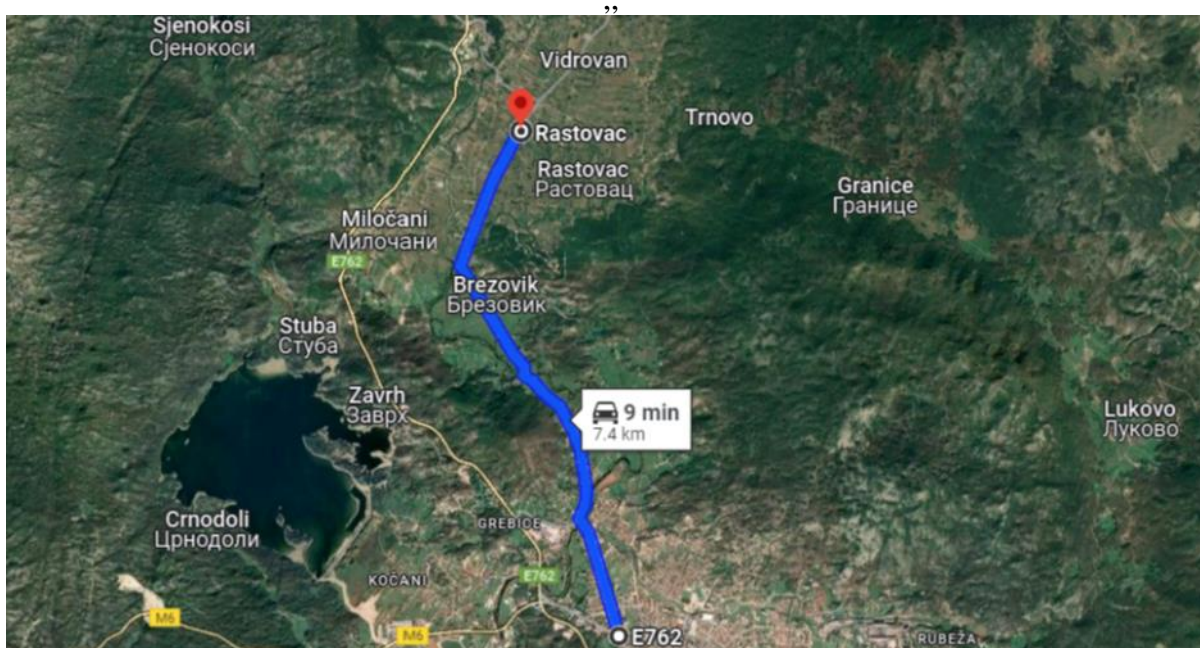 ”
Sjenokosi
Сјенокоси
Vidrovan
Trnovo
Rastovac
Rastovac
Растовац
Granice
Границе
Miločani
Милочани
E762
Brezovik
Брезовик
Stuba
Стуба
Zavrh
Заврх
9 min
7.4 km
Lukovo
Луково
Crnodoli
Црнодоли
GREBICE
KOČANI
E762
M6
M6
E762
RUBEŽA